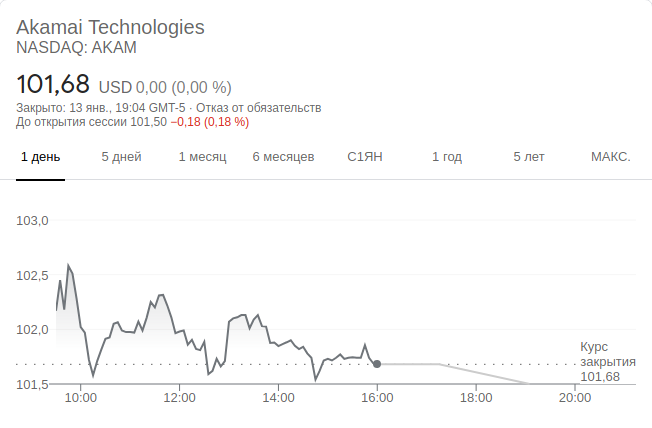 Akamai Technologies
NASDAQ: AKAM
101,68 USD 0,00 (0,00 %)
Закрыто: 13 янв., 19:04 GMT-5 · Отказ от обязательств
До открытия сессии 101,50 −0,18 (0,18 %)
1 день 5 дней 1 месяц 6 месяцев С1ЯН 1 год 5 лет МАКС.
103,0
102,5
102,0
Курс
закрытия
101,68
101,5
10:00 12:00 14:00 16:00 18:00 20:00